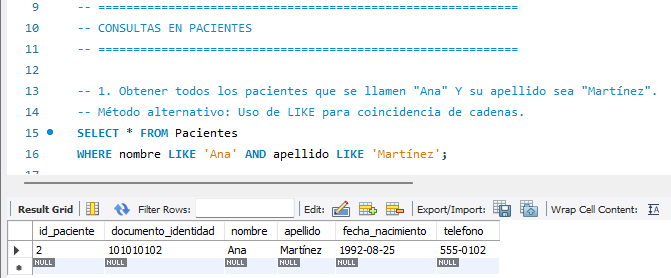 9 -- ============================================================
10 -- CONSULTAS EN PACIENTES
11 -- ============================================================
12
13 -- 1. Obtener todos los pacientes que se llamen "Ana" Y su apellido sea "Martínez".
14 -- Método alternativo: Uso de LIKE para coincidencia de cadenas.
15 SELECT * FROM Pacientes
16 WHERE nombre LIKE 'Ana' AND apellido LIKE 'Martínez';
Result Grid Filter Rows: Edit: Export/Import: Wrap Cell Content: IA
id_paciente documento_identidad nombre apellido fecha_nacimiento telefono
2 101010102 Ana Martínez 1992-08-25 555-0102
NULL NULL NULL NULL NULL NULL